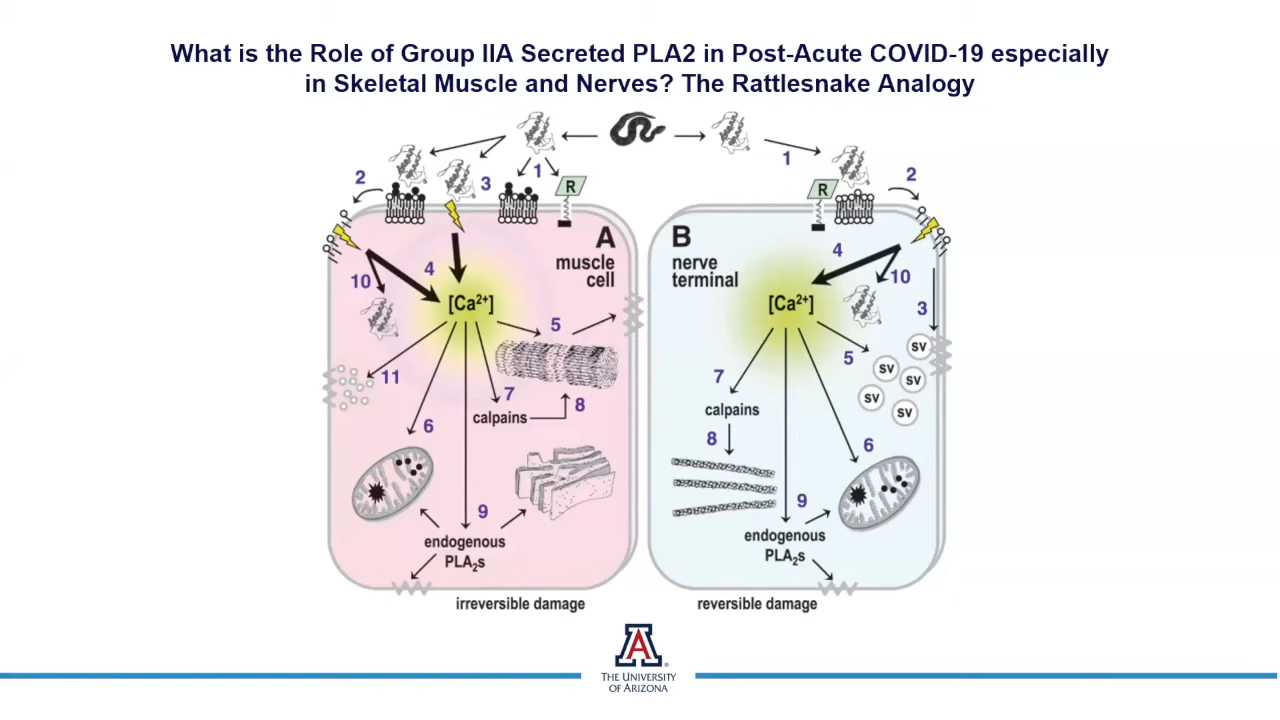 What is the Role of Group IIA Secreted PLA2 in Post-Acute COVID-19 especially
in Skeletal Muscle and Nerves? The Rattlesnake Analogy
1
2
3
R
4
A
muscle
cell
10
[Ca²⁺]
5
11
7
calpains
8
6
9
endogenous
PLA₂s
irreversible damage
1
R
2
B
nerve
terminal
4
10
[Ca²⁺]
3
5
SV
SV
SV
SV
SV
7
calpains
8
6
9
endogenous
PLA₂s
reversible damage
A
THE UNIVERSITY
OF ARIZONA